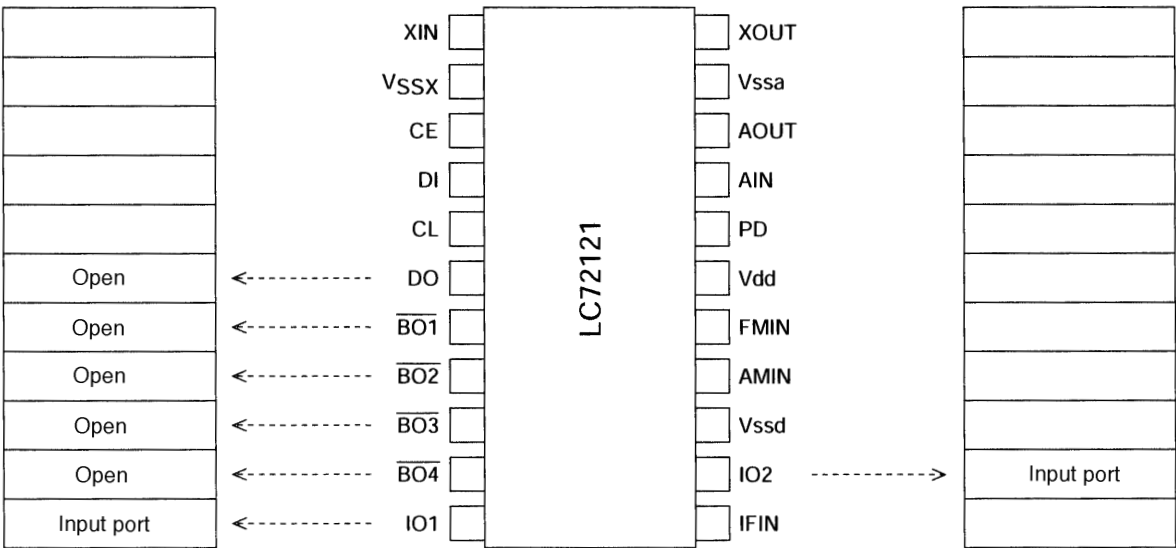 XIN XOUT
VSSX Vssa
CE AOUT
DI AIN
CL PD
Open DO Vdd
Open BO1 FMIN
Open BO2 AMIN
Open BO3 Vssd
Open BO4 IO2 Input port
Input port IO1 IFIN
LC72121